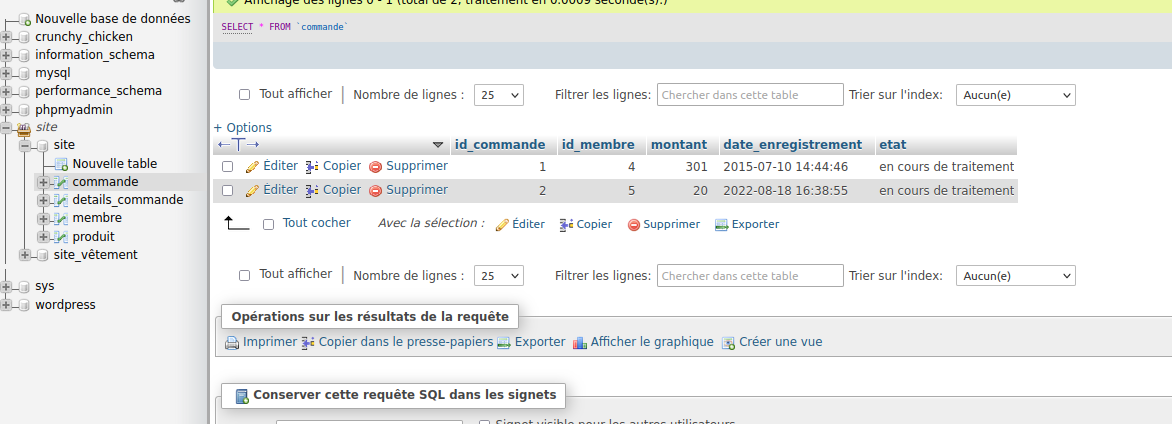 Affichage des lignes 0 - 1 (total de 2, traitement en 0.0009 seconde(s).)
SELECT * FROM `commande`
Nouvelle base de données
crunchy_chicken
information_schema
mysql
performance_schema
phpmyadmin
site
site
Nouvelle table
commande
details_commande
membre
produit
site_vêtement
sys
wordpress
Tout afficher Nombre de lignes : 25 Filtrer les lignes: Chercher dans cette table Trier sur l'index: Aucun(e)
+ Options
←T→ id_commande id_membre montant date_enregistrement etat
Éditer Copier Supprimer 1 4 301 2015-07-10 14:44:46 en cours de traitement
Éditer Copier Supprimer 2 5 20 2022-08-18 16:38:55 en cours de traitement
Tout cocher Avec la sélection : Éditer Copier Supprimer Exporter
Tout afficher Nombre de lignes : 25 Filtrer les lignes: Chercher dans cette table Trier sur l'index: Aucun(e)
Opérations sur les résultats de la requête
Imprimer Copier dans le presse-papiers Exporter Afficher le graphique Créer une vue
Conserver cette requête SQL dans les signets
Signet visible pour les autres utilisateurs